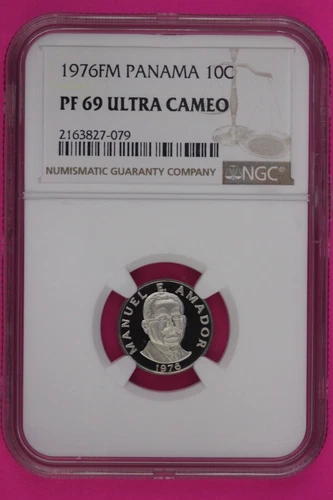 1976FM PANAMA 10C
PF 69 ULTRA CAMEO
2163827-079
NUMISMATIC GUARANTY COMPANY
NGC®
MANUEL E. AMADOR
1976